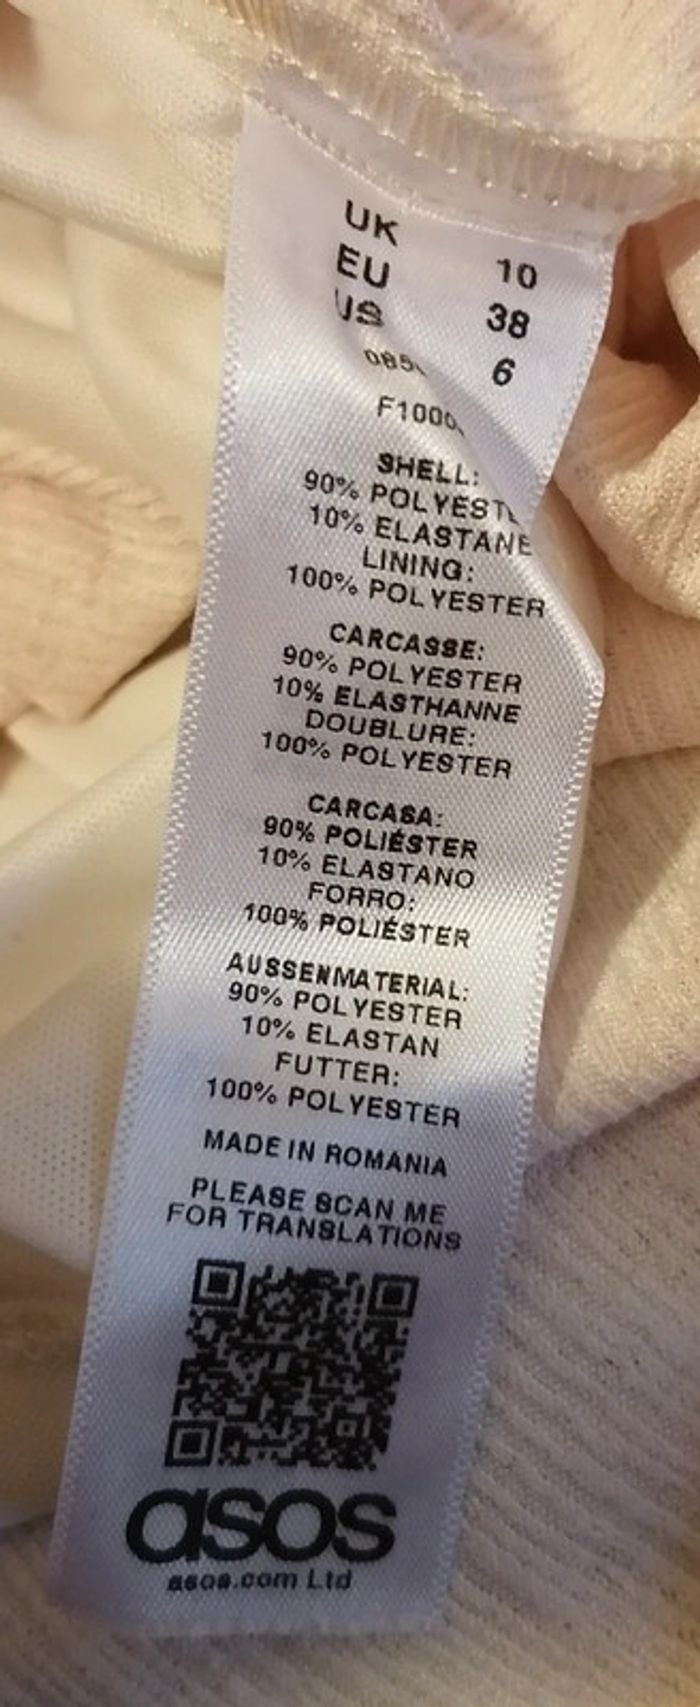 UK 10
EU 38
US 6
SHELL:
90% POLYESTE
10% ELASTANE
LINING:
100% POLYESTER
CARCASSE:
90% POLYESTER
10% ELASTHANNE
DOUBLURE:
100% POLYESTER
CARCASA:
90% POLIÉSTER
10% ELASTANO
FORRO:
100% POLIÉSTER
AUSSENMATERIAL:
90% POLYESTER
10% ELASTAN
FUTTER:
100% POLYESTER
MADE IN ROMANIA
PLEASE SCAN ME
FOR TRANSLATIONS
asos
asos.com Ltd